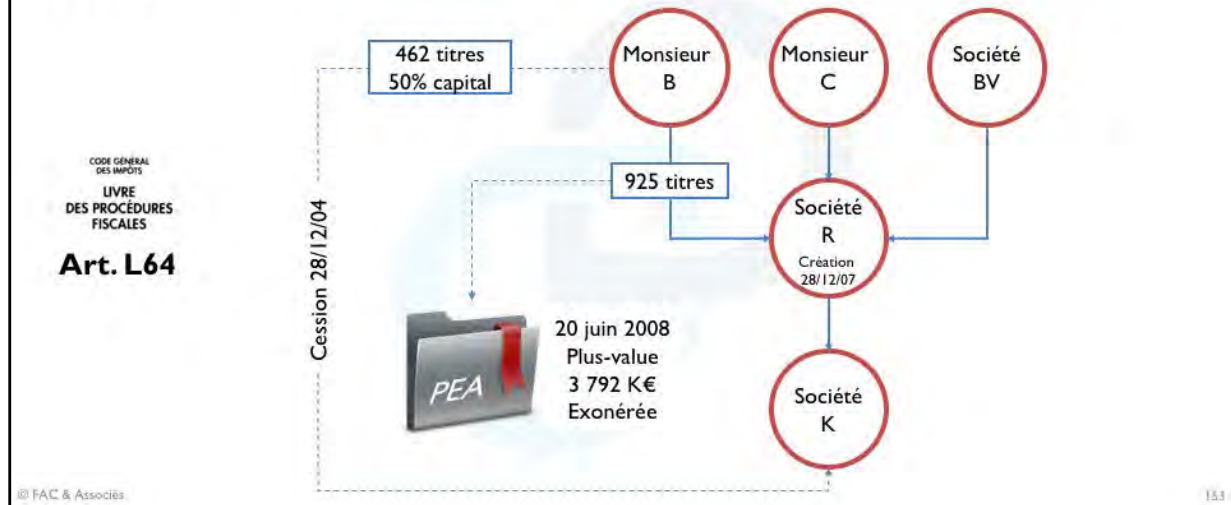 462 titres
50% capital
Monsieur
B
Monsieur
C
Société
BV
CODE GÉNÉRAL
DES IMPÔTS
LIVRE
DES PROCÉDURES
FISCALES
Art. L64
925 titres
Société
R
Création
28/12/07
Cession 28/12/04
PEA
20 juin 2008
Plus-value
3 792 K€
Exonérée
Société
K
© FAC & Associés
153